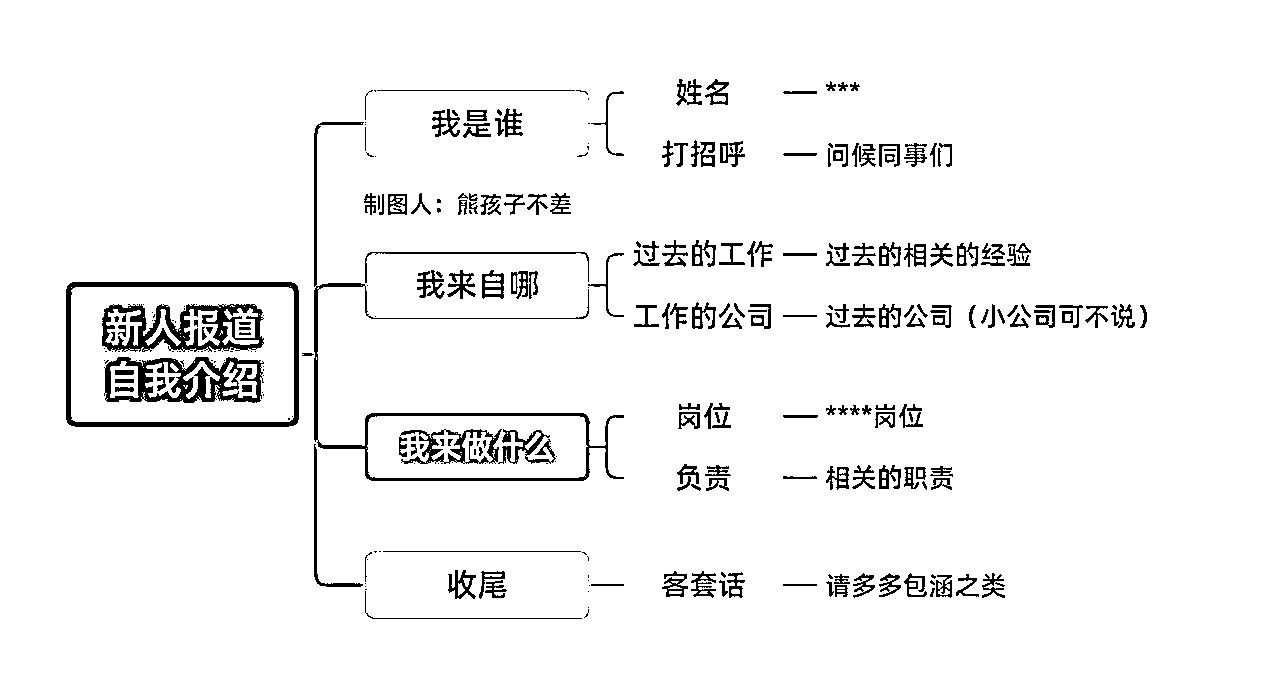 新人报道
自我介绍
我是谁
姓名
***
打招呼
问候同事们
制图人：熊孩子不差
我来自哪
过去的工作
过去的相关的经验
工作的公司
过去的公司（小公司可不说）
我来做什么
岗位
****岗位
负责
相关的职责
收尾
客套话
请多多包涵之类